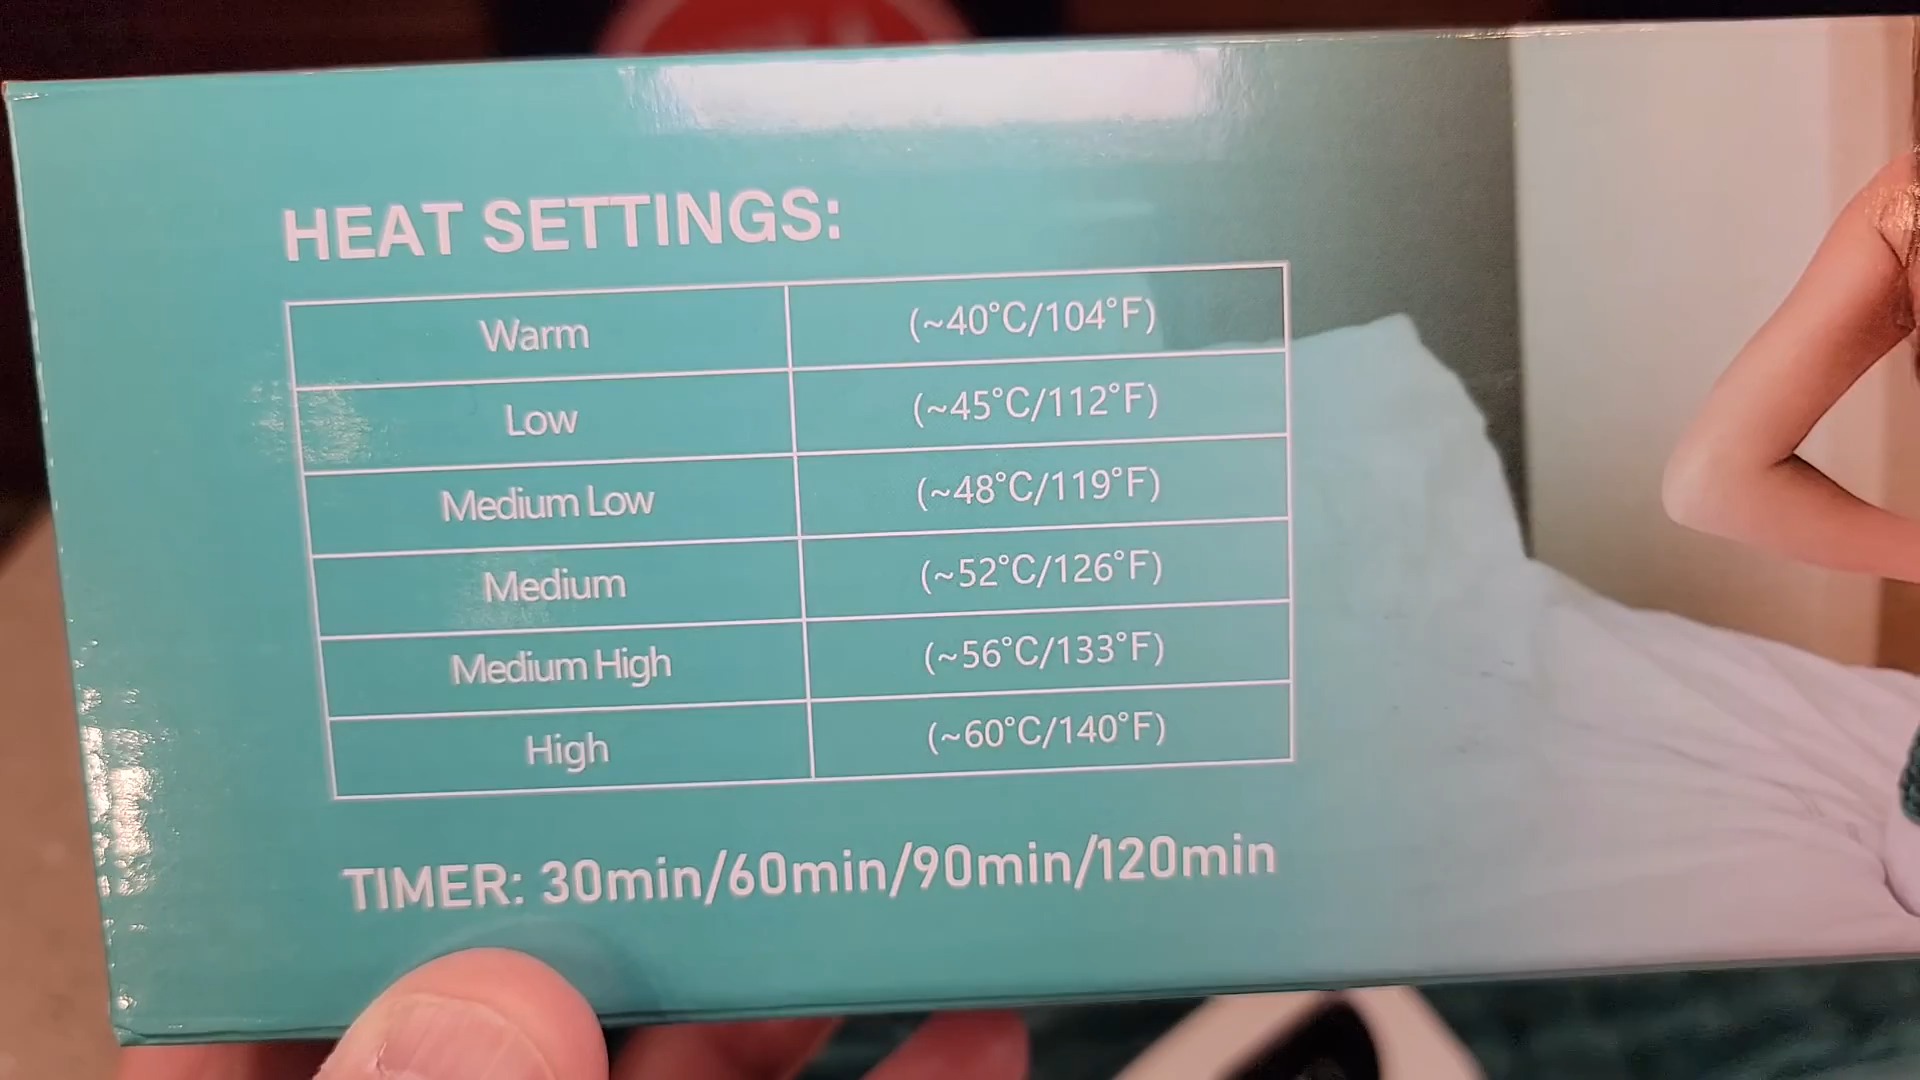 HEAT SETTINGS:
Warm (~40°C/104°F)
Low (~45°C/112°F)
Medium Low (~48°C/119°F)
Medium (~52°C/126°F)
Medium High (~56°C/133°F)
High (~60°C/140°F)
TIMER: 30min/60min/90min/120min